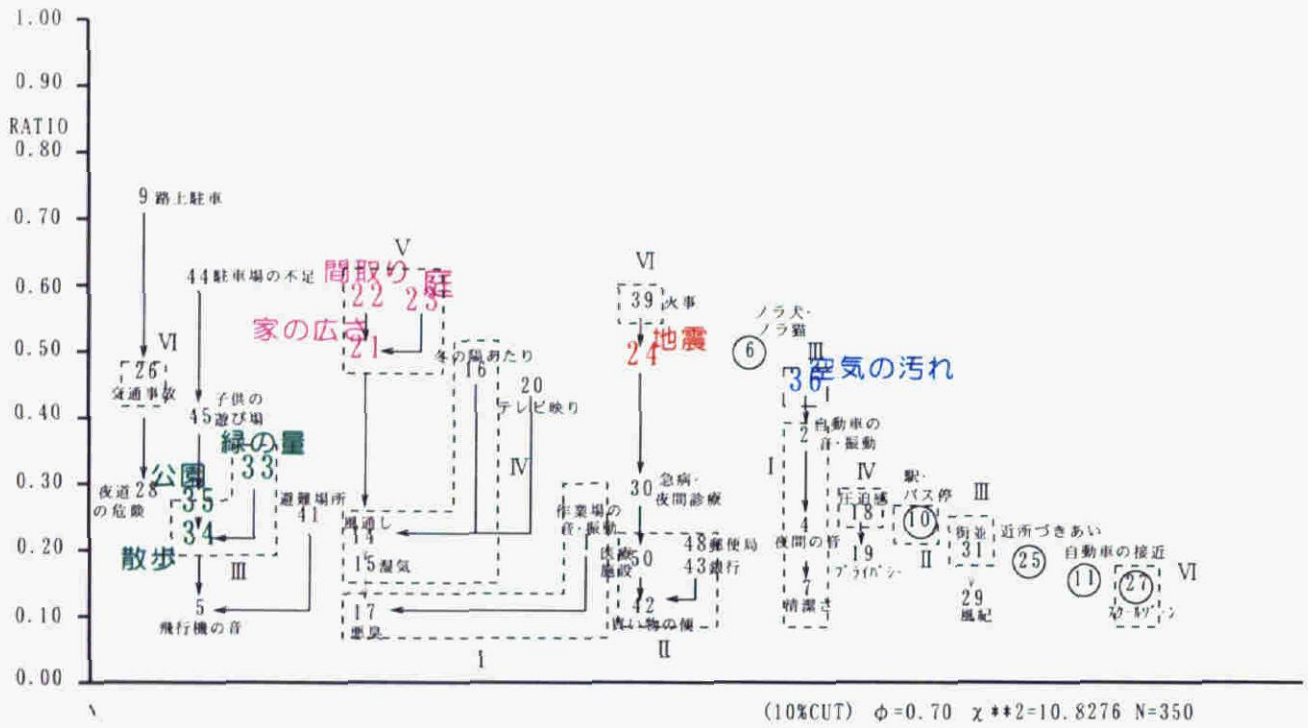 1.00
0.90
RATIO
0.80
9 路上駐車
0.70
V
VI
44 駐車場の不足
間取り 庭
0.60
22 23
39 火事
ノラ犬・
ノラ猫
家の広さ
地震
VI
0.50
21
24
6
III
冬の陽あたり
空気の汚れ
26
16
36
交通事故
20
テレビ映り
子供の
0.40
45 遊び場
自動車の
2 音・振動
緑の量
33
IV
I
公園
急病・
IV
駅・
0.30
夜道 28
の危険
35
避難場所
41
作業場の
音・振動
30
夜間診療
圧迫感
バス停
III
18
10
風通し
4
街並
34
14
医療
施設
48 郵便局
夜間の音
19
31
近所づきあい
0.20
散歩
III
15 湿気
50
43 銀行
プライバシー
II
25
自動車の接近
7
11
27
VI
5
17
42
清潔さ
29
スクールゾーン
0.10
飛行機の音
悪臭
買い物の便
風紀
I
II
0.00
(10%CUT) φ=0.70 χ**2=10.8276 N=350